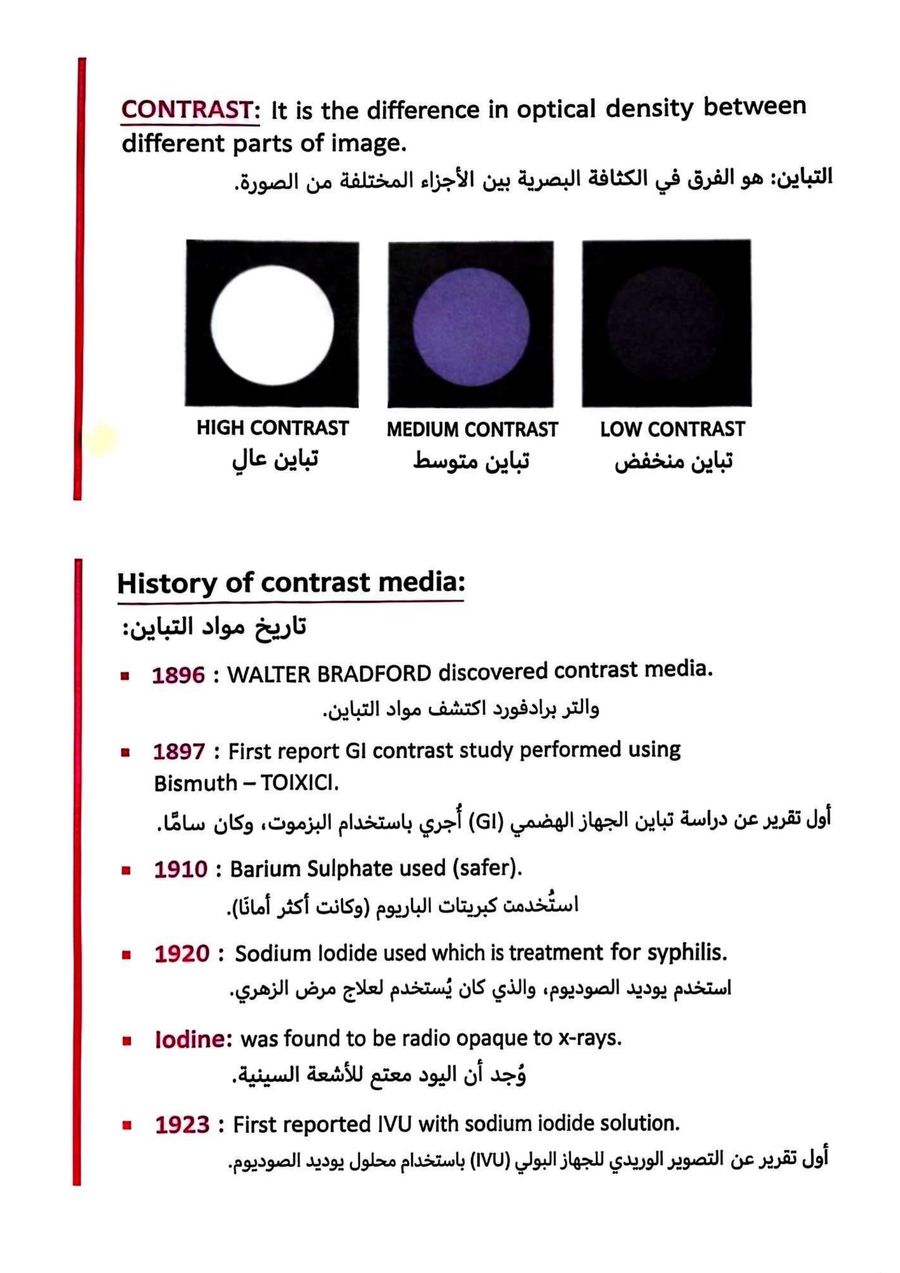 CONTRAST: It is the difference in optical density between
different parts of image.
التباين: هو الفرق في الكثافة البصرية بين الأجزاء المختلفة من الصورة.
HIGH CONTRAST
تباين عالٍ
MEDIUM CONTRAST
تباين متوسط
LOW CONTRAST
تباين منخفض
History of contrast media:
تاريخ مواد التباين:
▪ 1896 : WALTER BRADFORD discovered contrast media.
والتر برادفورد اكتشف مواد التباين.
▪ 1897 : First report GI contrast study performed using
Bismuth – TOIXICI.
أول تقرير عن دراسة تباين الجهاز الهضمي (GI) أُجري باستخدام البزموت، وكان سامًّا.
▪ 1910 : Barium Sulphate used (safer).
استُخدمت كبريتات الباريوم (وكانت أكثر أمانًا).
▪ 1920 : Sodium Iodide used which is treatment for syphilis.
استخدم يوديد الصوديوم، والذي كان يُستخدم لعلاج مرض الزهري.
▪ Iodine: was found to be radio opaque to x-rays.
وُجد أن اليود معتم للأشعة السينية.
▪ 1923 : First reported IVU with sodium iodide solution.
أول تقرير عن التصوير الوريدي للجهاز البولي (IVU) باستخدام محلول يوديد الصوديوم.